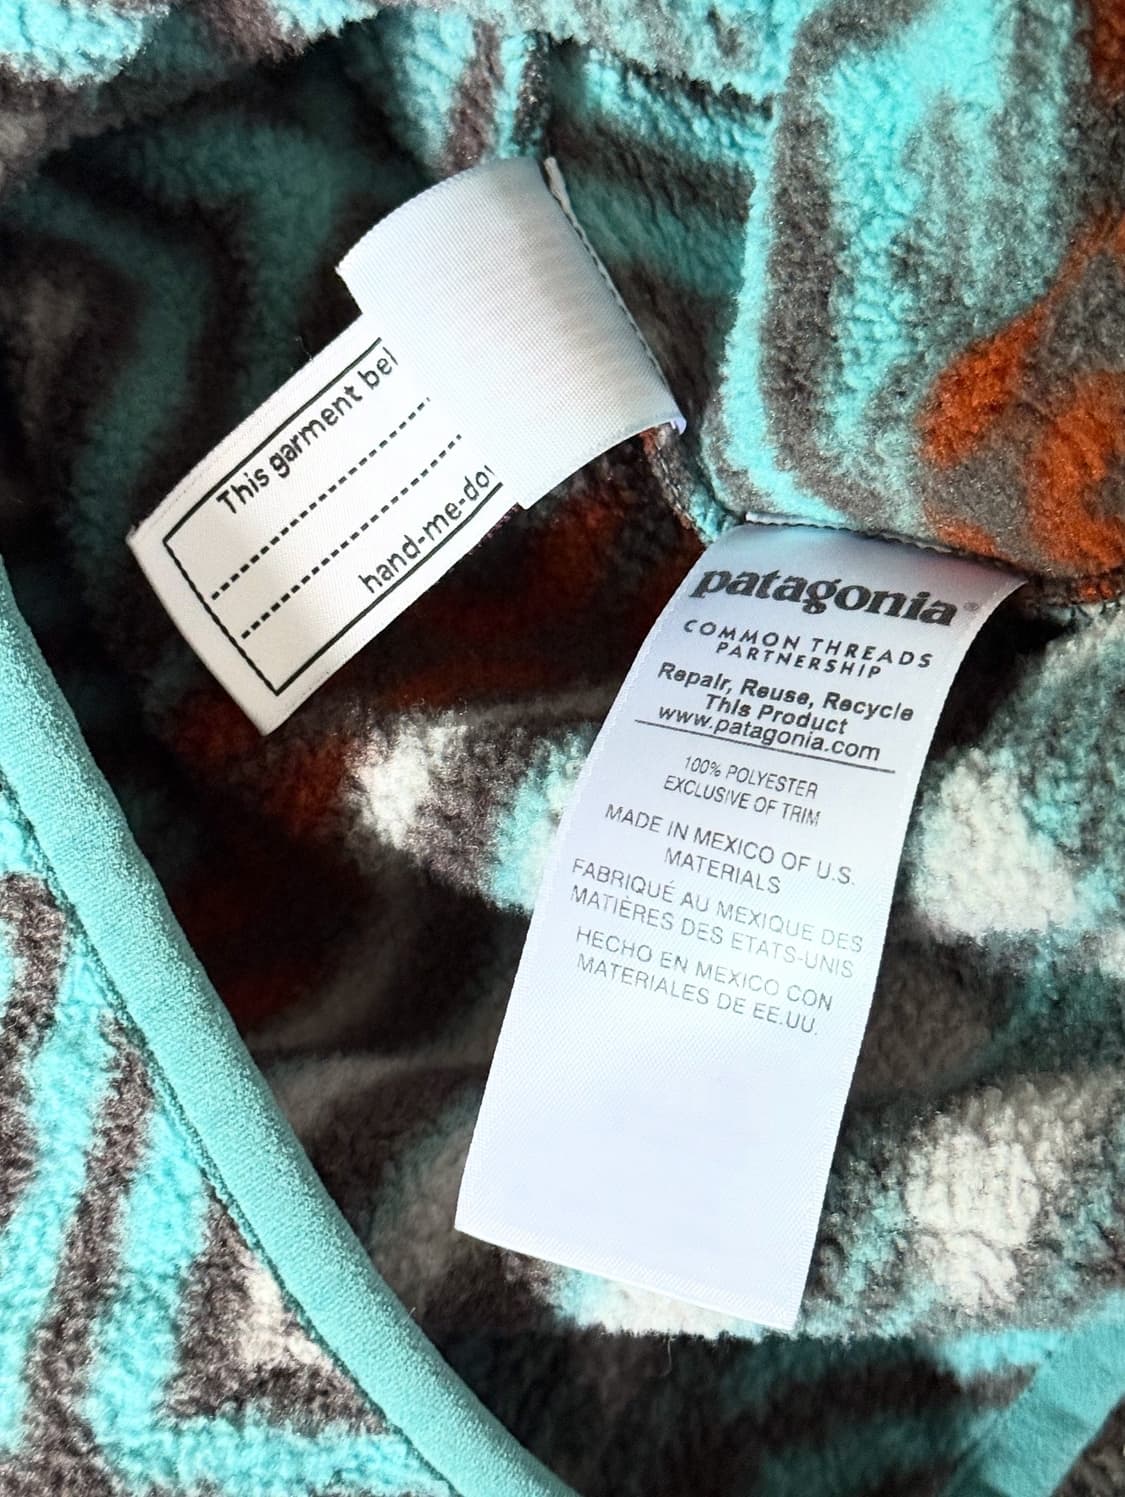 This garment bel
hand-me-do
patagonia®
COMMON THREADS
PARTNERSHIP
Repair, Reuse, Recycle
This Product
www.patagonia.com
100% POLYESTER
EXCLUSIVE OF TRIM
MADE IN MEXICO OF U.S.
MATERIALS
FABRIQUÉ AU MEXIQUE DES
MATIÈRES DES ETATS-UNIS
HECHO EN MEXICO CON
MATERIALES DE EE.UU.